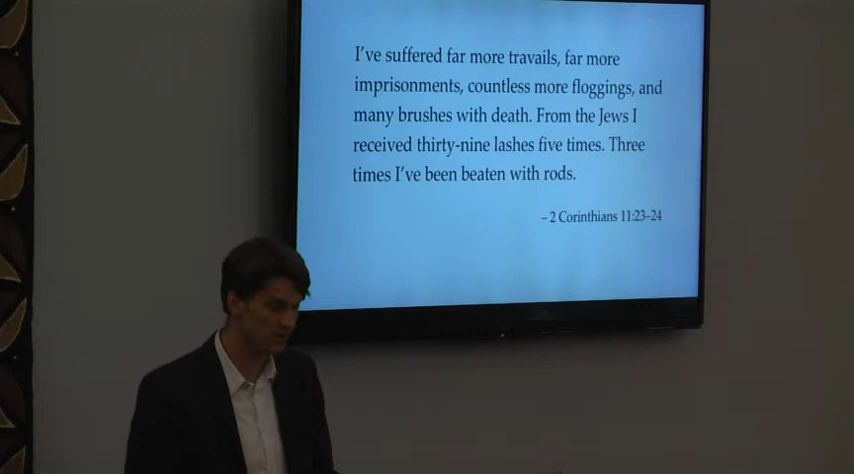 I've suffered far more travails, far more
imprisonments, countless more floggings, and
many brushes with death. From the Jews I
received thirty-nine lashes five times. Three
times I've been beaten with rods.
– 2 Corinthians 11:23–24